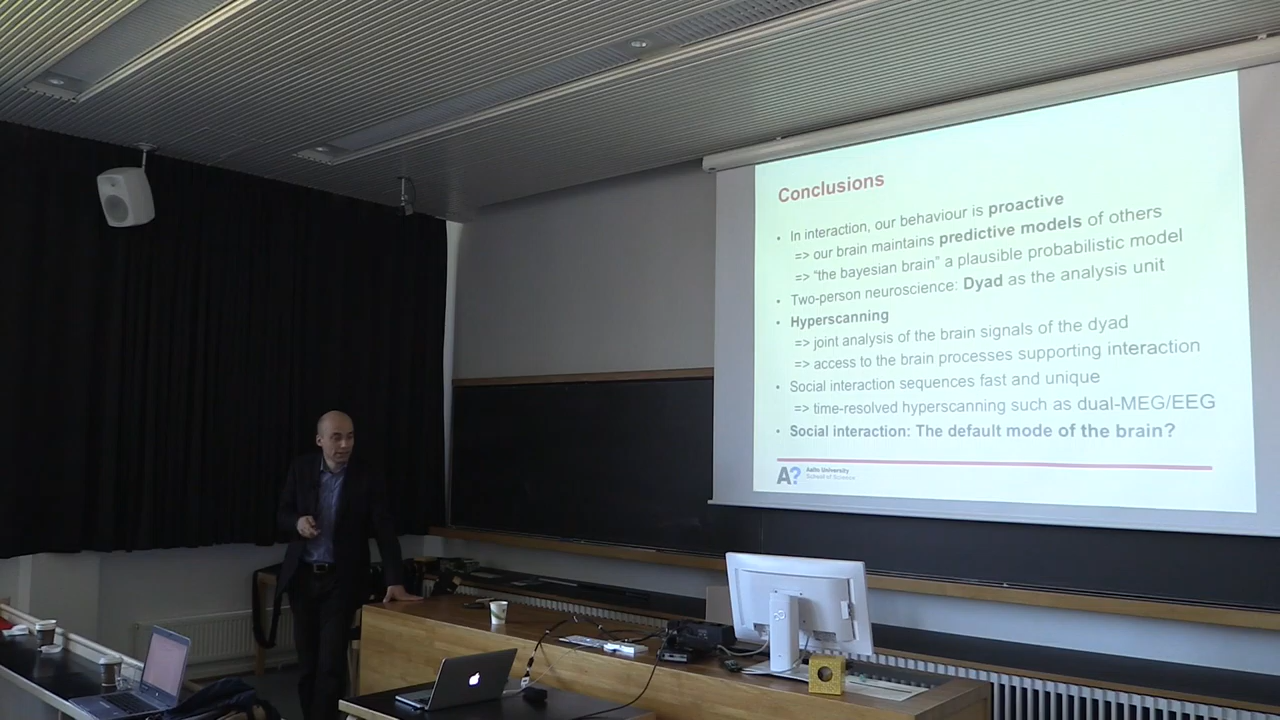 Conclusions
• In interaction, our behaviour is proactive
=> our brain maintains predictive models of others
=> “the bayesian brain” a plausible probabilistic model
• Two-person neuroscience: Dyad as the analysis unit
• Hyperscanning
=> joint analysis of the brain signals of the dyad
=> access to the brain processes supporting interaction
• Social interaction sequences fast and unique
=> time-resolved hyperscanning such as dual-MEG/EEG
• Social interaction: The default mode of the brain?
A?
Aalto University
School of Science